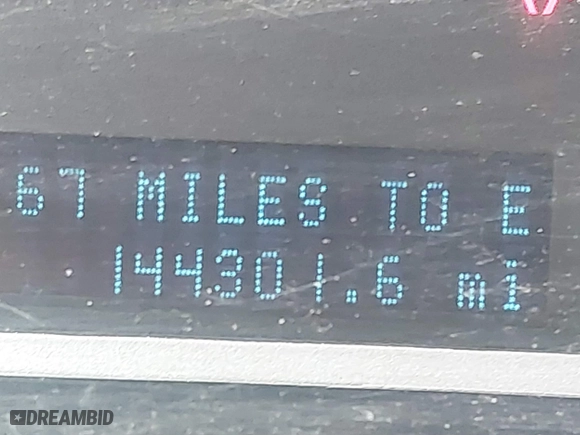 67 MILES TO E
144301.6 mi
DREAMBID